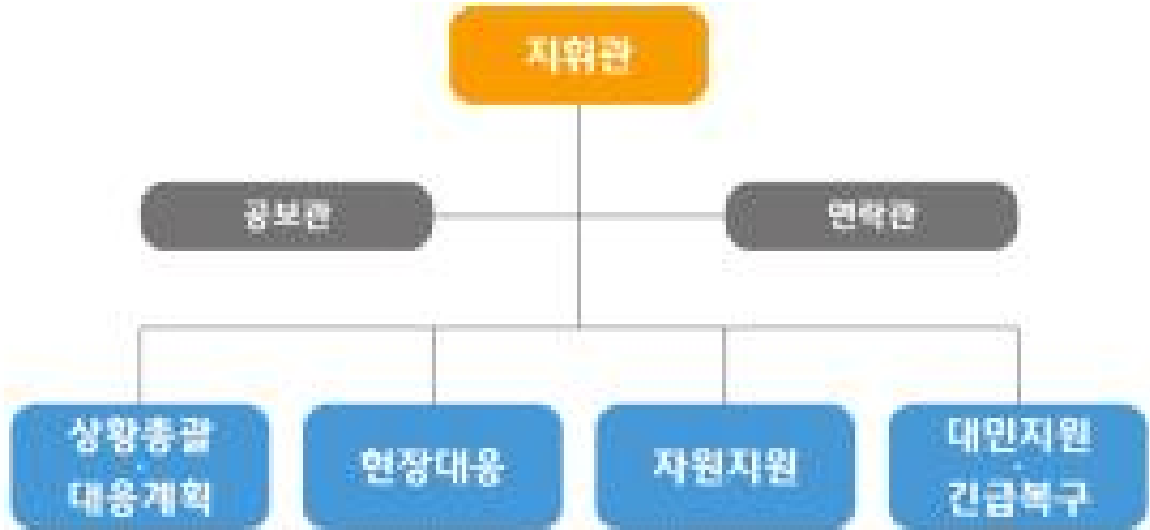 지휘관
공보관
연락관
상황총괄
·
대응계획
현장대응
자원지원
대민지원
·
긴급복구